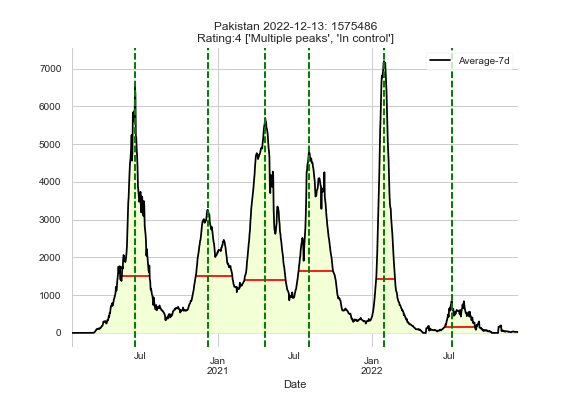 Pakistan 2022-12-13: 1575486
Rating:4 ['Multiple peaks', 'In control']
Average-7d
7000
6000
5000
4000
3000
2000
1000
0
Jul
Jan
2021
Jul
Jan
2022
Jul
Date